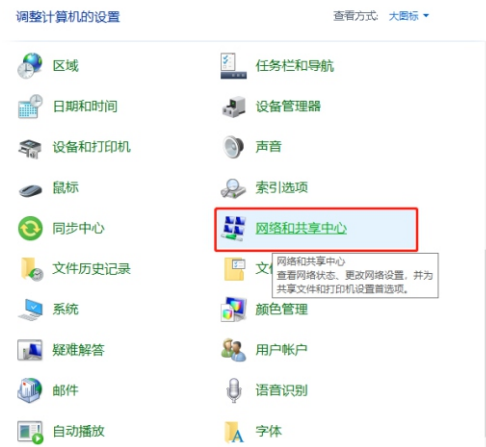 调整计算机的设置
查看方式: 大图标
区域
任务栏和导航
日期和时间
设备管理器
设备和打印机
声音
鼠标
索引选项
同步中心
网络和共享中心
网络和共享中心
查看网络状态、更改网络设置，并为
共享文件和打印机设置首选项。
文件历史记录
系统
颜色管理
疑难解答
用户帐户
邮件
语音识别
自动播放
字体